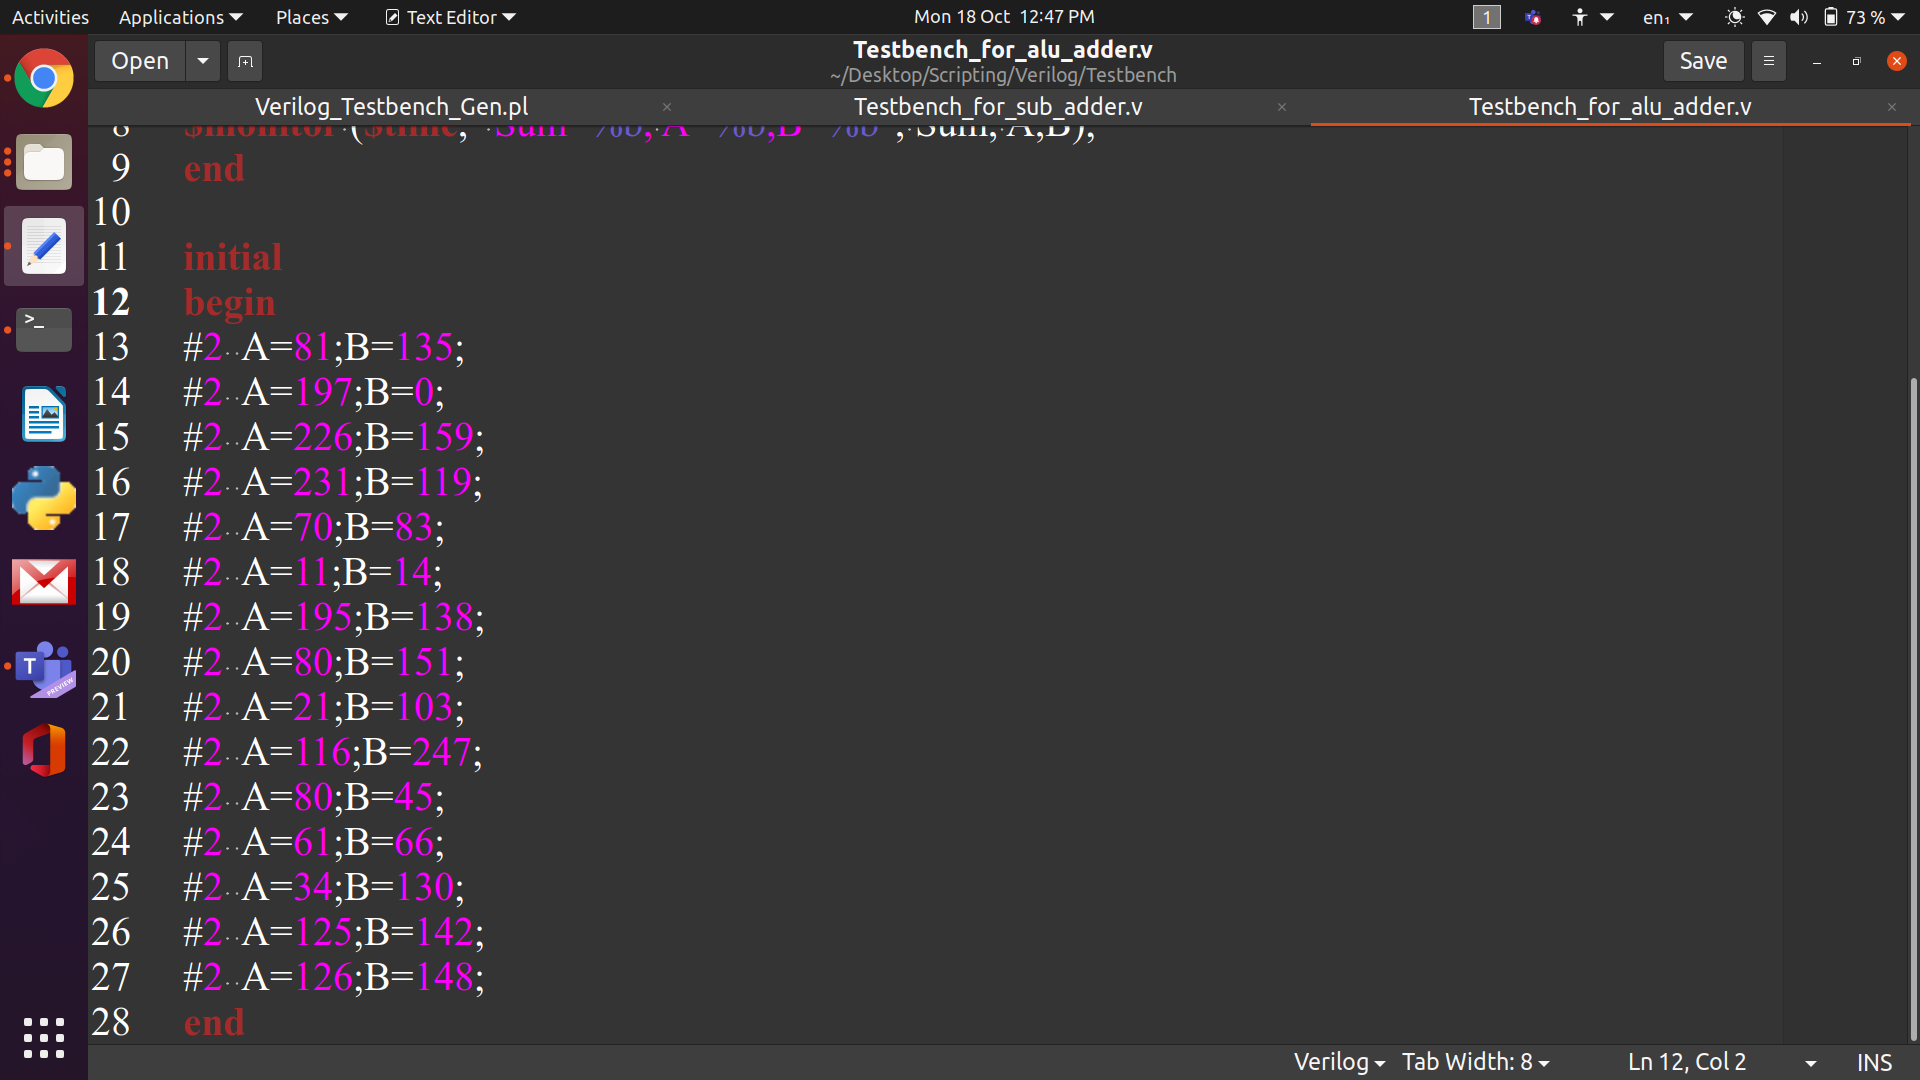 Activities Applications Places Text Editor Mon 18 Oct 12:47 PM 1 en₁ 73 %
Open Testbench_for_alu_adder.v Save
~/Desktop/Scripting/Verilog/Testbench
Verilog_Testbench_Gen.pl × Testbench_for_sub_adder.v × Testbench_for_alu_adder.v ×
8 $monitor ($time, Sum %b, A %b,B %b , Sum, A,B);
9 end
10
11 initial
12 begin
13 #2 A=81;B=135;
14 #2 A=197;B=0;
15 #2 A=226;B=159;
16 #2 A=231;B=119;
17 #2 A=70;B=83;
18 #2 A=11;B=14;
19 #2 A=195;B=138;
20 #2 A=80;B=151;
21 #2 A=21;B=103;
22 #2 A=116;B=247;
23 #2 A=80;B=45;
24 #2 A=61;B=66;
25 #2 A=34;B=130;
26 #2 A=125;B=142;
27 #2 A=126;B=148;
28 end
>_
T
PREVIEW
Verilog Tab Width: 8 Ln 12, Col 2 INS